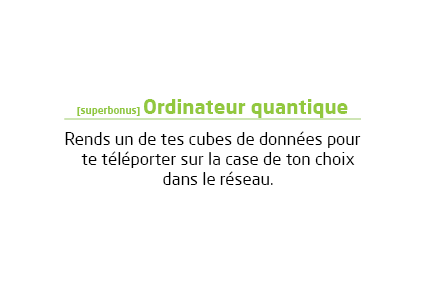 [superbonus] Ordinateur quantique
Rends un de tes cubes de données pour
te téléporter sur la case de ton choix
dans le réseau.